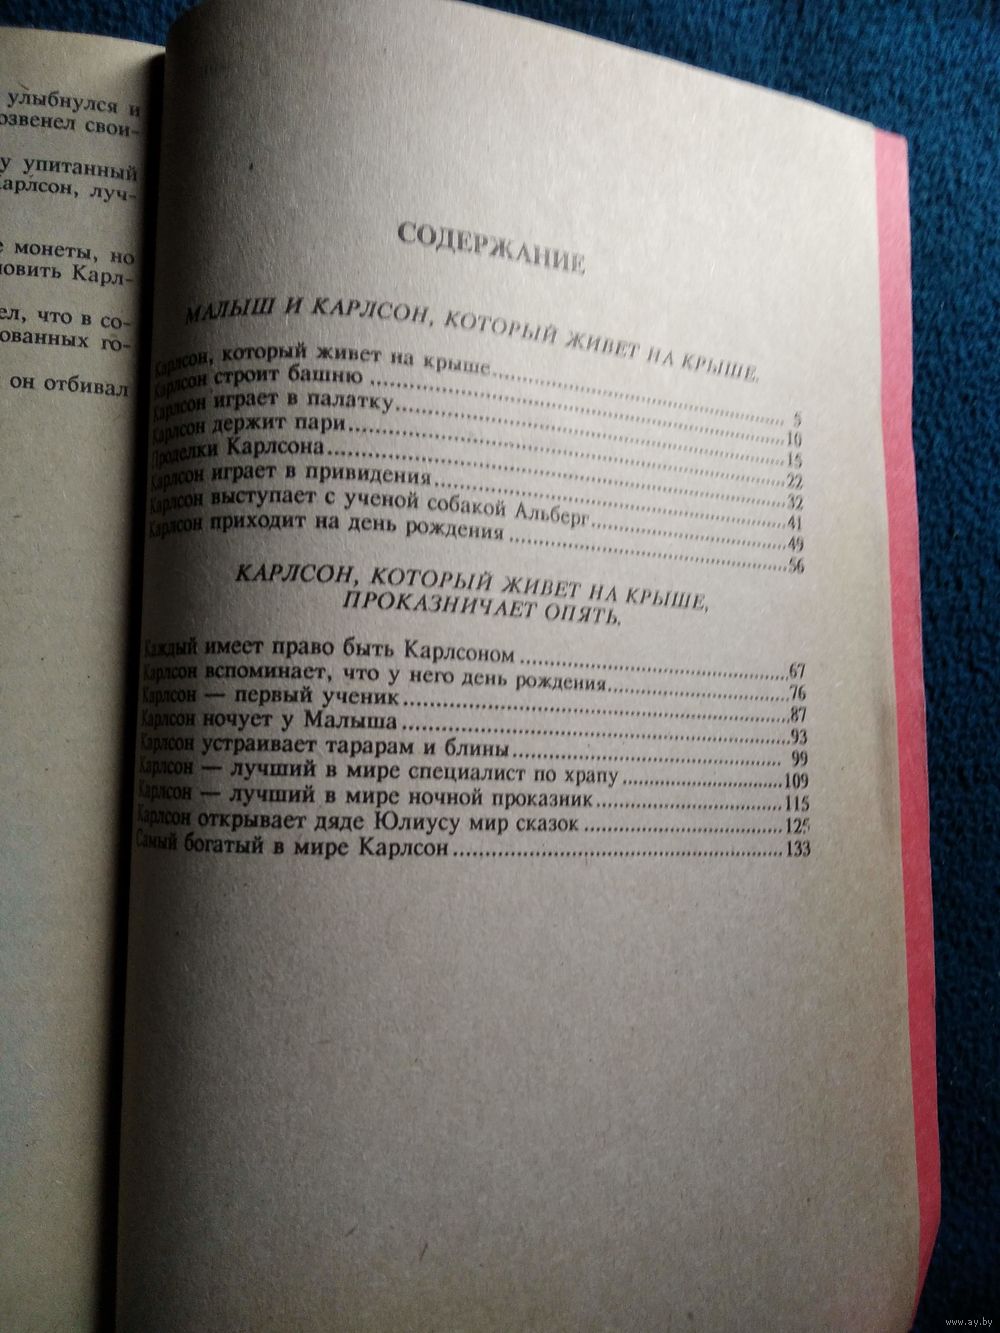 улыбнулся и
озвенел свои-
у упитанный
Карлсон, луч-
е монеты, но
новить Карл-
ел, что в со-
ованных го-
он отбивал
СОДЕРЖАНИЕ
МАЛЫШ И КАРЛСОН, КОТОРЫЙ ЖИВЕТ НА КРЫШЕ.
Карлсон, который живет на крыше........ 5
Карлсон строит башню ........ 10
Карлсон играет в палатку........ 15
Карлсон держит пари........ 22
Проделки Карлсона........ 32
Карлсон играет в привидения........ 41
Карлсон выступает с ученой собакой Альберг........ 49
Карлсон приходит на день рождения ........ 56
КАРЛСОН, КОТОРЫЙ ЖИВЕТ НА КРЫШЕ,
ПРОКАЗНИЧАЕТ ОПЯТЬ.
Каждый имеет право быть Карлсоном ........ 67
Карлсон вспоминает, что у него день рождения........ 76
Карлсон — первый ученик ........ 87
Карлсон ночует у Малыша ........ 93
Карлсон устраивает тарарам и блины ........ 99
Карлсон — лучший в мире специалист по храпу ........ 109
Карлсон — лучший в мире ночной проказник ........ 115
Карлсон открывает дяде Юлиусу мир сказок ........ 125
Самый богатый в мире Карлсон ........ 133
www.ay.by